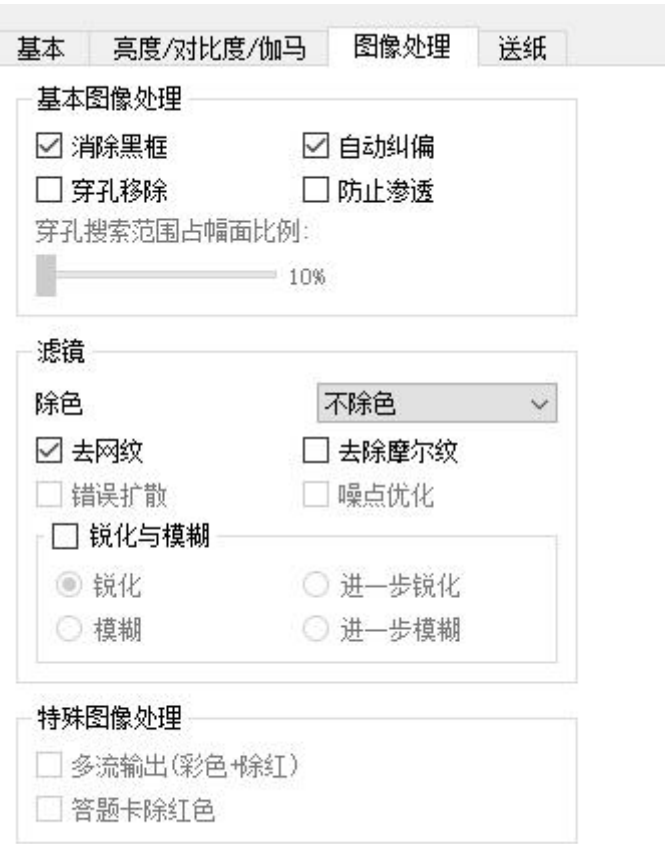 基本 亮度/对比度/伽马 图像处理 送纸
基本图像处理
消除黑框 自动纠偏
穿孔移除 防止渗透
穿孔搜索范围占幅面比例:
10%
滤镜
除色 不除色
去网纹 去除摩尔纹
错误扩散 噪点优化
锐化与模糊
锐化 进一步锐化
模糊 进一步模糊
特殊图像处理
多流输出(彩色+除红)
答题卡除红色